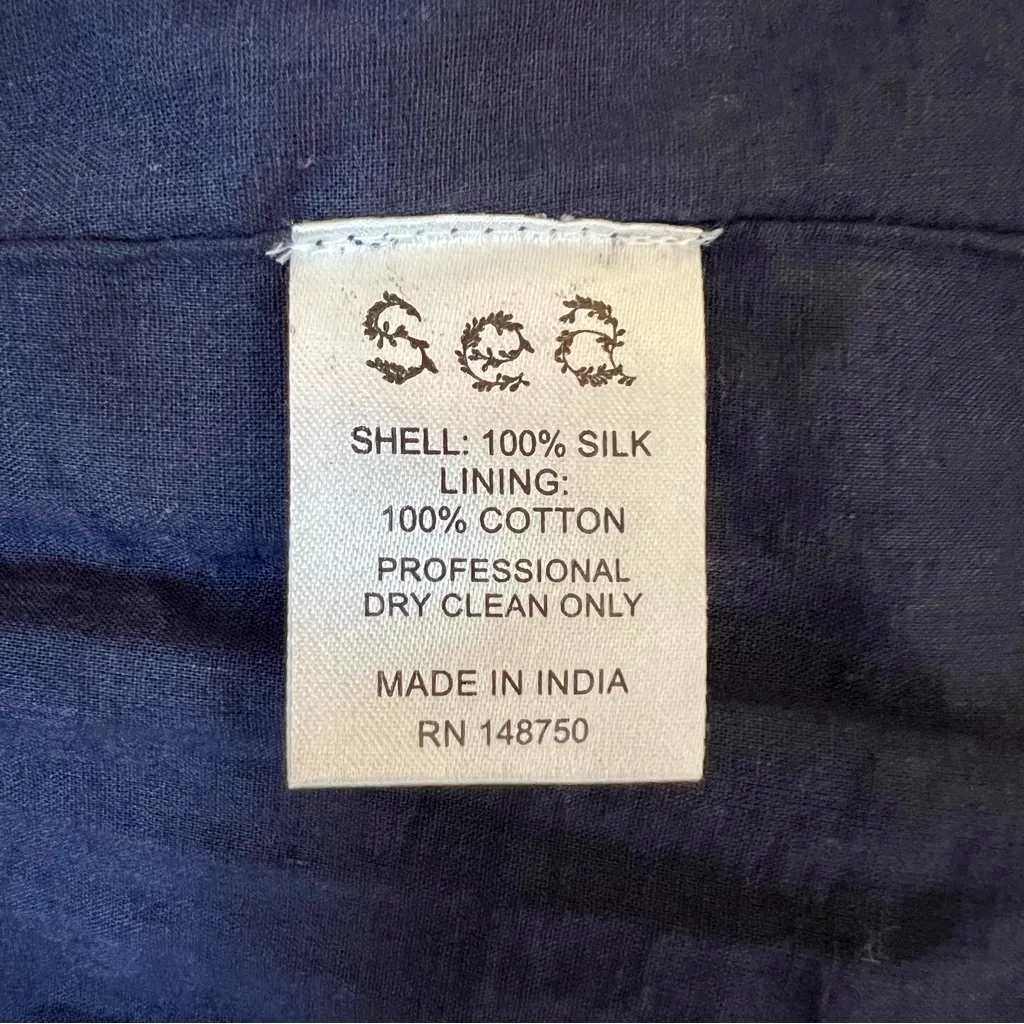 Sea
SHELL: 100% SILK
LINING:
100% COTTON
PROFESSIONAL
DRY CLEAN ONLY
MADE IN INDIA
RN 148750